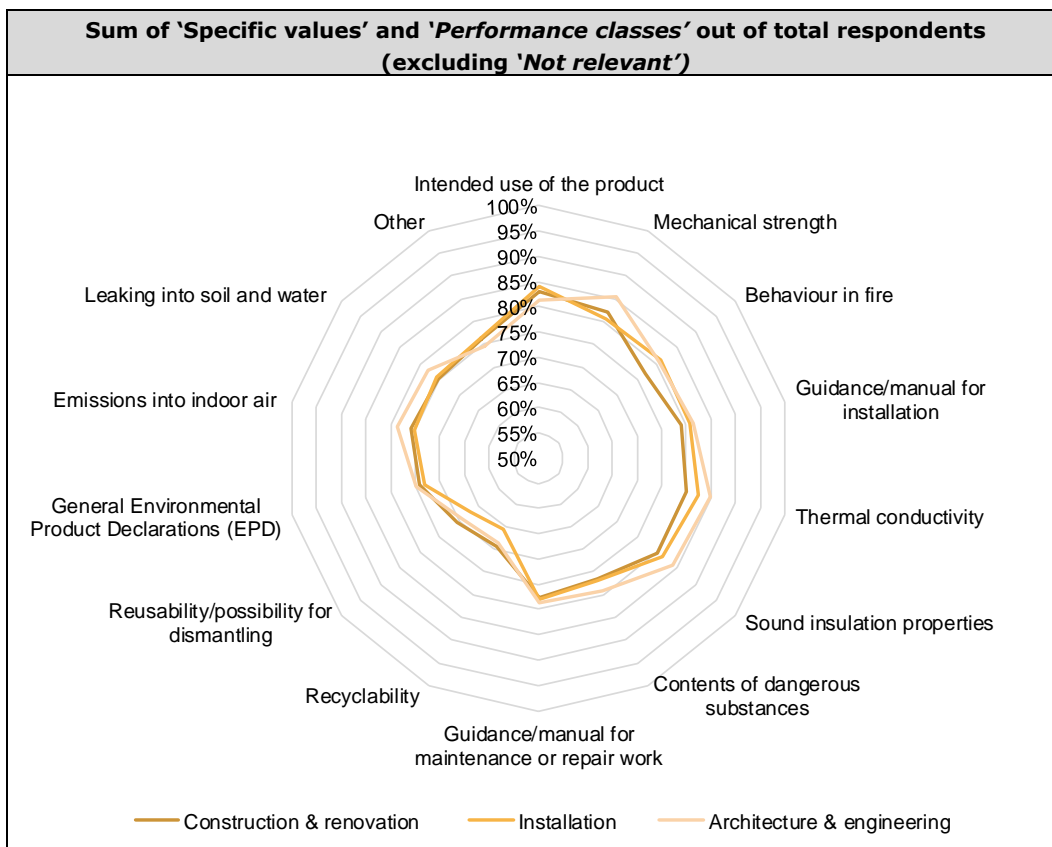 Sum of ‘Specific values’ and ‘Performance classes’ out of total respondents
(excluding ‘Not relevant’)
Intended use of the product
Mechanical strength
Behaviour in fire
Guidance/manual for
installation
Thermal conductivity
Sound insulation properties
Contents of dangerous
substances
Guidance/manual for
maintenance or repair work
Recyclability
Reusability/possibility for
dismantling
General Environmental
Product Declarations (EPD)
Emissions into indoor air
Leaking into soil and water
Other
100%
95%
90%
85%
80%
75%
70%
65%
60%
55%
50%
Construction & renovation
Installation
Architecture & engineering